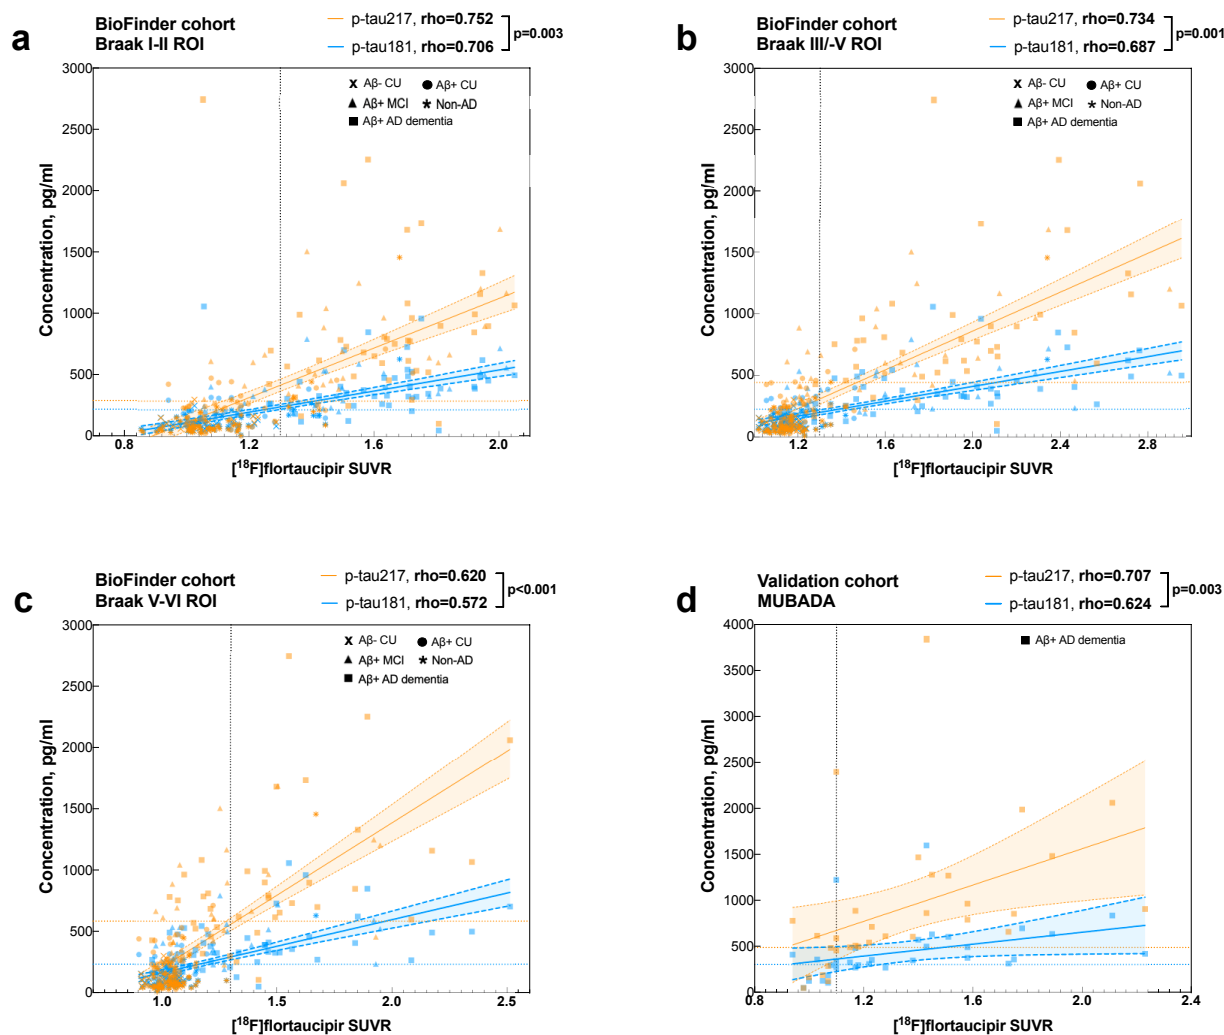 a
BioFinder cohort
Braak I-II ROI
p-tau217, rho=0.752
p-tau181, rho=0.706
p=0.003
x Aβ- CU
● Aβ+ CU
▲ Aβ+ MCI
* Non-AD
■ Aβ+ AD dementia
Concentration, pg/ml
3000
2500
2000
1500
1000
500
0
0.8
1.2
1.6
2.0
[¹⁸F]flortaucipir SUVR
b
BioFinder cohort
Braak III/-V ROI
p-tau217, rho=0.734
p-tau181, rho=0.687
p=0.001
x Aβ- CU
● Aβ+ CU
▲ Aβ+ MCI
* Non-AD
■ Aβ+ AD dementia
Concentration, pg/ml
3000
2500
2000
1500
1000
500
0
1.2
1.6
2.0
2.4
2.8
[¹⁸F]flortaucipir SUVR
c
BioFinder cohort
Braak V-VI ROI
p-tau217, rho=0.620
p-tau181, rho=0.572
p<0.001
x Aβ- CU
● Aβ+ CU
▲ Aβ+ MCI
* Non-AD
■ Aβ+ AD dementia
Concentration, pg/ml
3000
2500
2000
1500
1000
500
0
1.0
1.5
2.0
2.5
[¹⁸F]flortaucipir SUVR
d
Validation cohort
MUBADA
p-tau217, rho=0.707
p-tau181, rho=0.624
p=0.003
■ Aβ+ AD dementia
Concentration, pg/ml
4000
3500
3000
2500
2000
1500
1000
500
0
0.8
1.2
1.6
2.0
2.4
[¹⁸F]flortaucipir SUVR